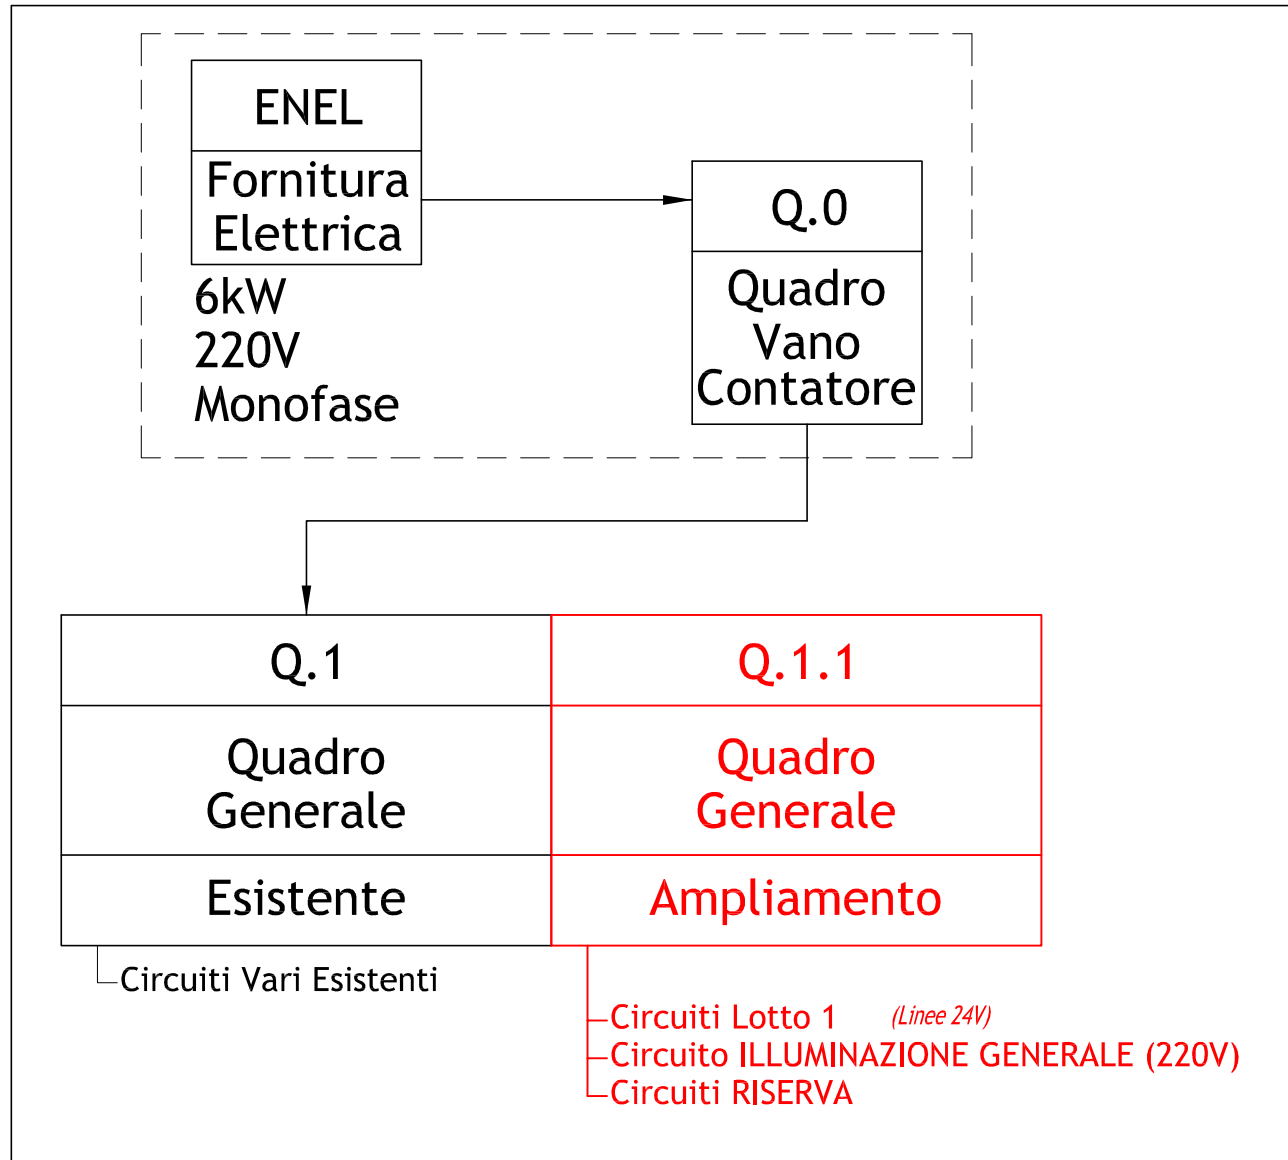 ENEL
Fornitura
Elettrica
6kW
220V
Monofase
Q.0
Quadro
Vano
Contatore
Q.1
Quadro
Generale
Esistente
Circuiti Vari Esistenti
Q.1.1
Quadro
Generale
Ampliamento
Circuiti Lotto 1 (Linee 24V)
Circuito ILLUMINAZIONE GENERALE (220V)
Circuiti RISERVA